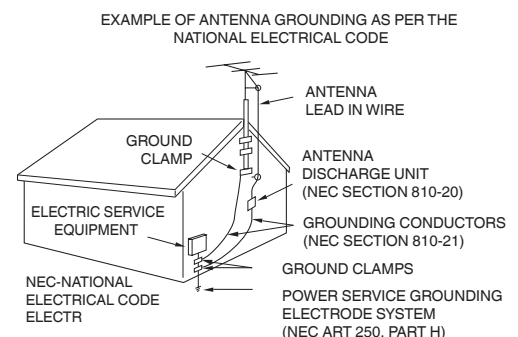 EXAMPLE OF ANTENNA GROUNDING AS PER THE
NATIONAL ELECTRICAL CODE
ANTENNA
LEAD IN WIRE
GROUND
CLAMP
ANTENNA
DISCHARGE UNIT
(NEC SECTION 810-20)
ELECTRIC SERVICE
EQUIPMENT
GROUNDING CONDUCTORS
(NEC SECTION 810-21)
GROUND CLAMPS
NEC-NATIONAL
ELECTRICAL CODE
ELECTR
POWER SERVICE GROUNDING
ELECTRODE SYSTEM
(NEC ART 250, PART H)